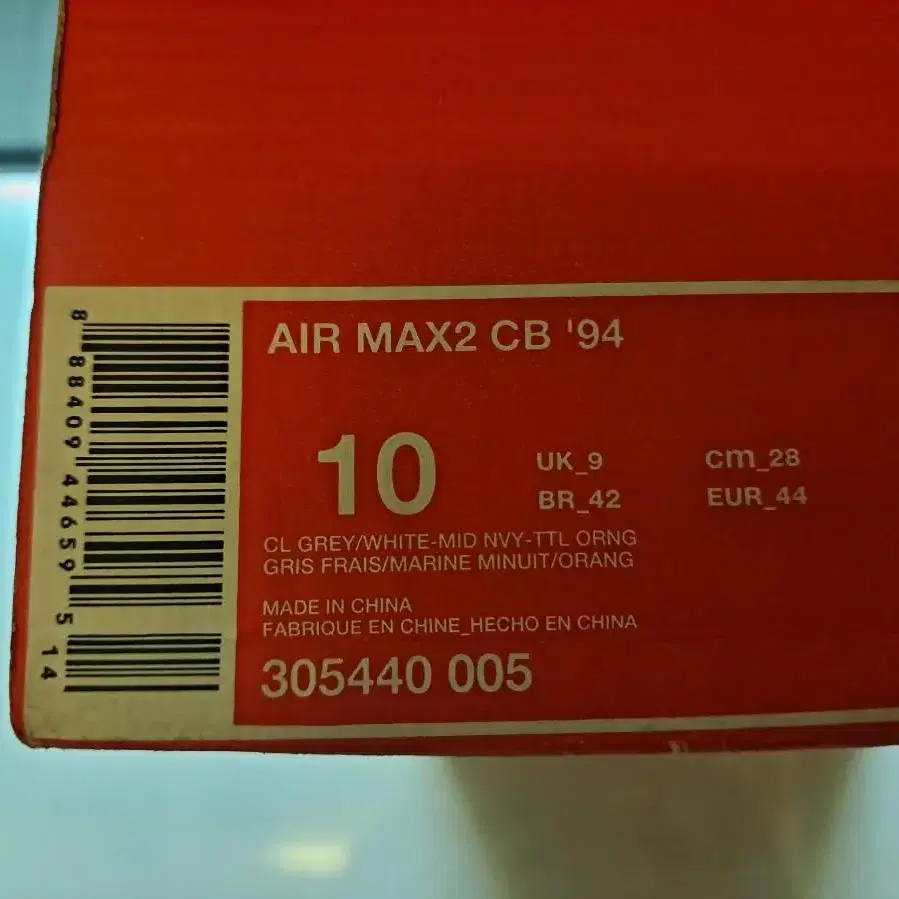 AIR MAX2 CB '94
10
UK_9
cm_28
BR_42
EUR_44
CL GREY/WHITE-MID NVY-TTL ORNG
GRIS FRAIS/MARINE MINUIT/ORANG
MADE IN CHINA
FABRIQUE EN CHINE_HECHO EN CHINA
305440 005
8 88409 44659 5 14